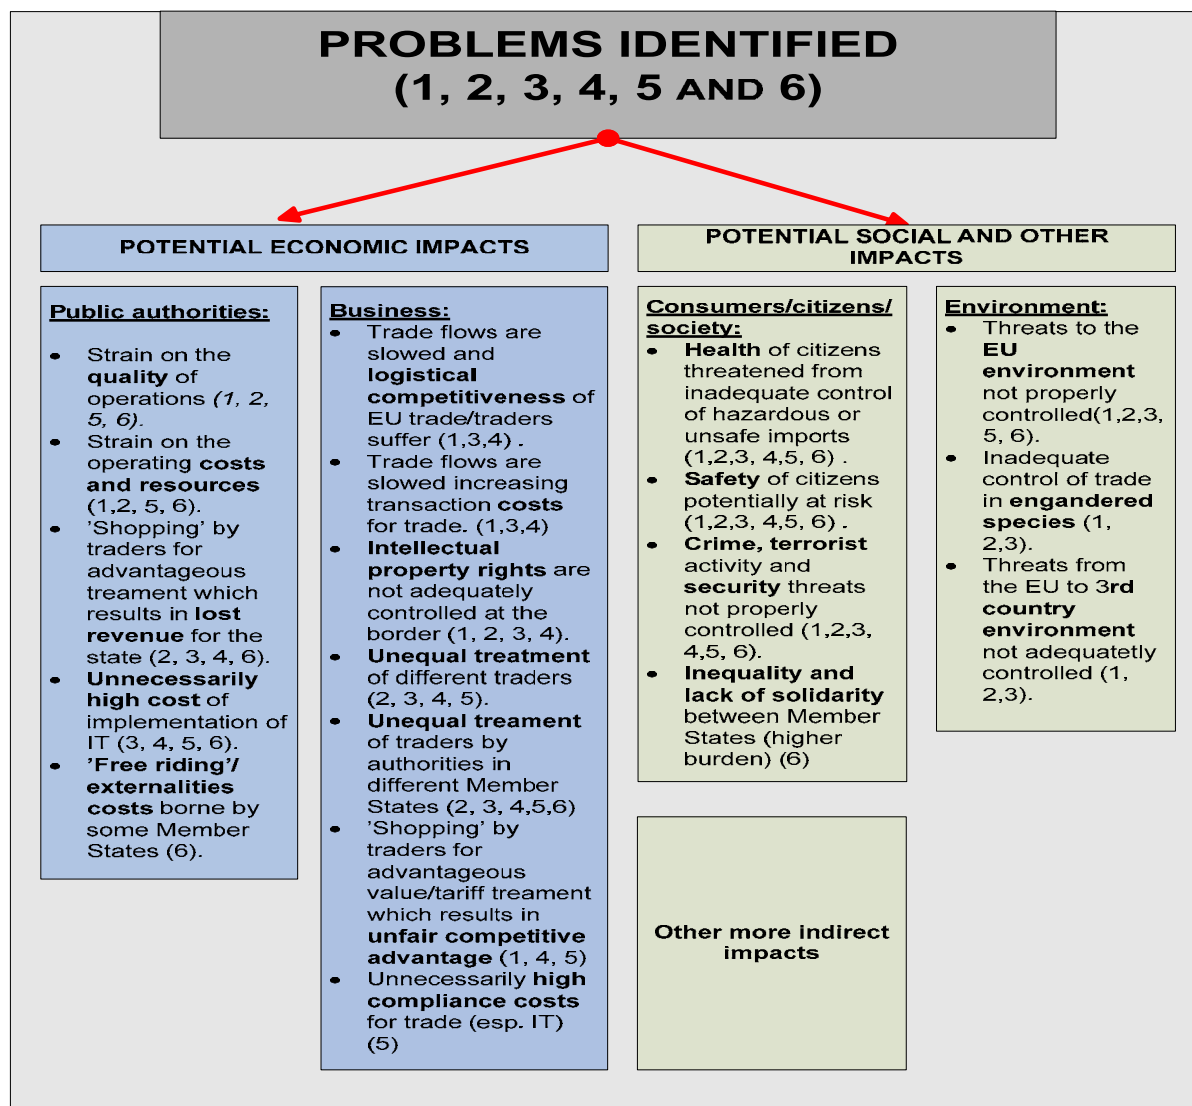 PROBLEMS IDENTIFIED
(1, 2, 3, 4, 5 AND 6)
POTENTIAL ECONOMIC IMPACTS
POTENTIAL SOCIAL AND OTHER
IMPACTS
Public authorities:
• Strain on the
quality of
operations (1, 2,
5, 6).
• Strain on the
operating costs
and resources
(1,2, 5, 6).
• ’Shopping’ by
traders for
advantageous
treament which
results in lost
revenue for the
state (2, 3, 4, 6).
• Unnecessarily
high cost of
implementation of
IT (3, 4, 5, 6).
• ’Free riding’/
externalities
costs borne by
some Member
States (6).
Business:
• Trade flows are
slowed and
logistical
competitiveness of
EU trade/traders
suffer (1,3,4) .
• Trade flows are
slowed increasing
transaction costs
for trade. (1,3,4)
• Intellectual
property rights are
not adequately
controlled at the
border (1, 2, 3, 4).
• Unequal treatment
of different traders
(2, 3, 4, 5).
• Unequal treament
of traders by
authorities in
different Member
States (2, 3, 4,5,6)
• ’Shopping’ by
traders for
advantageous
value/tariff treament
which results in
unfair competitive
advantage (1, 4, 5)
• Unnecessarily high
compliance costs
for trade (esp. IT)
(5)
Consumers/citizens/
society:
• Health of citizens
threatened from
inadequate control
of hazardous or
unsafe imports
(1,2,3, 4,5, 6) .
• Safety of citizens
potentially at risk
(1,2,3, 4,5, 6) .
• Crime, terrorist
activity and
security threats
not properly
controlled (1,2,3,
4,5, 6).
• Inequality and
lack of solidarity
between Member
States (higher
burden) (6)
Environment:
• Threats to the
EU
environment
not properly
controlled(1,2,3,
5, 6).
• Inadequate
control of trade
in engandered
species (1,
2,3).
• Threats from
the EU to 3rd
country
environment
not adequatetly
controlled (1,
2,3).
Other more indirect
impacts